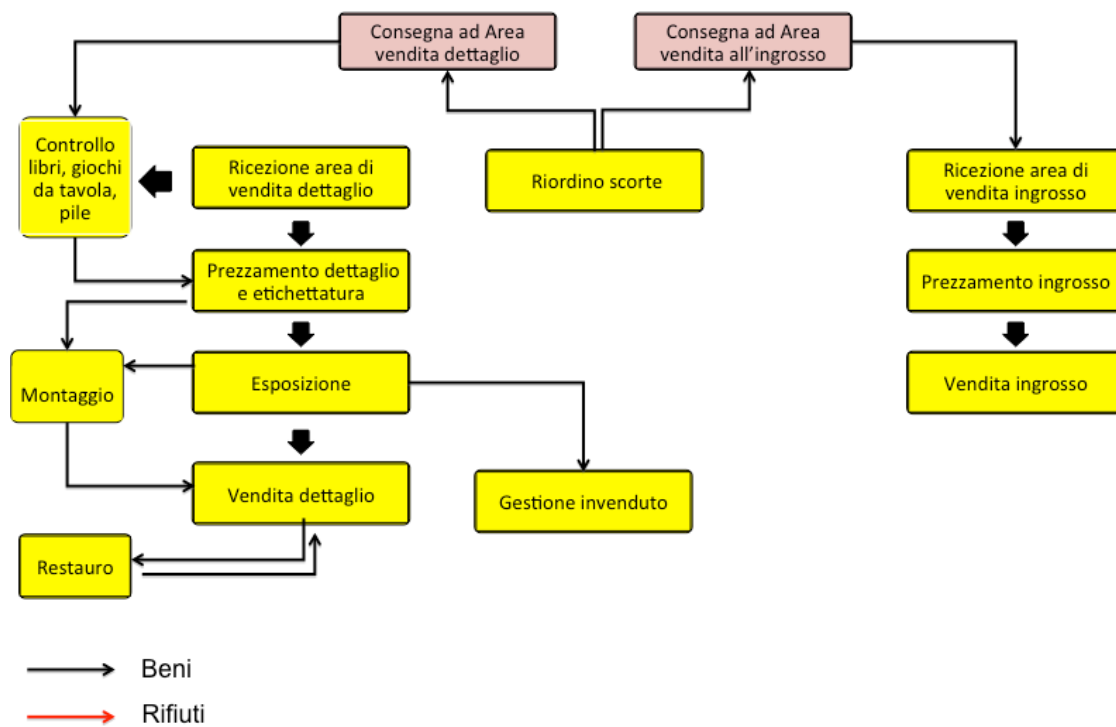 Consegna ad Area
vendita dettaglio
Consegna ad Area
vendita all'ingrosso
Controllo
libri, giochi
da tavola,
pile
Ricezione area di
vendita dettaglio
Riordino scorte
Ricezione area di
vendita ingrosso
Prezzamento dettaglio
e etichettatura
Prezzamento ingrosso
Montaggio
Esposizione
Vendita ingrosso
Vendita dettaglio
Gestione invenduto
Restauro
Beni
Rifiuti